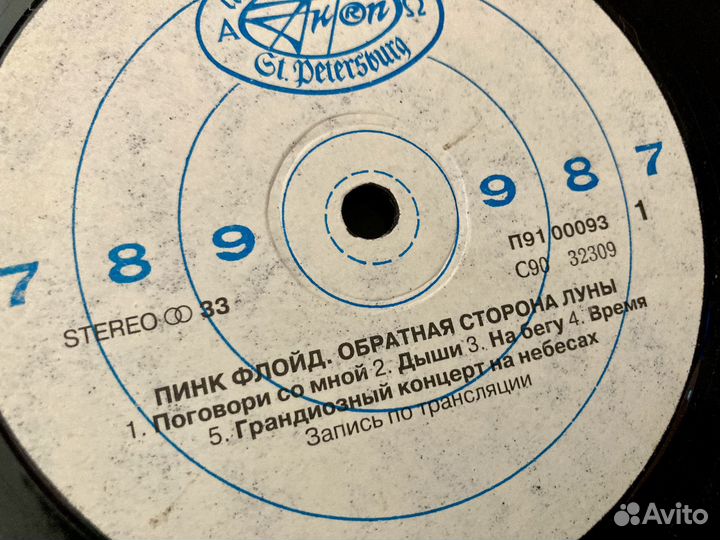 St. Petersburg
7 8 9 9 8 7
П91 00093
1
С90 32309
STEREO 33
ПИНК ФЛОЙД. ОБРАТНАЯ СТОРОНА ЛУНЫ
1. Поговори со мной 2. Дыши 3. На бегу 4. Время
5. Грандиозный концерт на небесах
Запись по трансляции
Avito